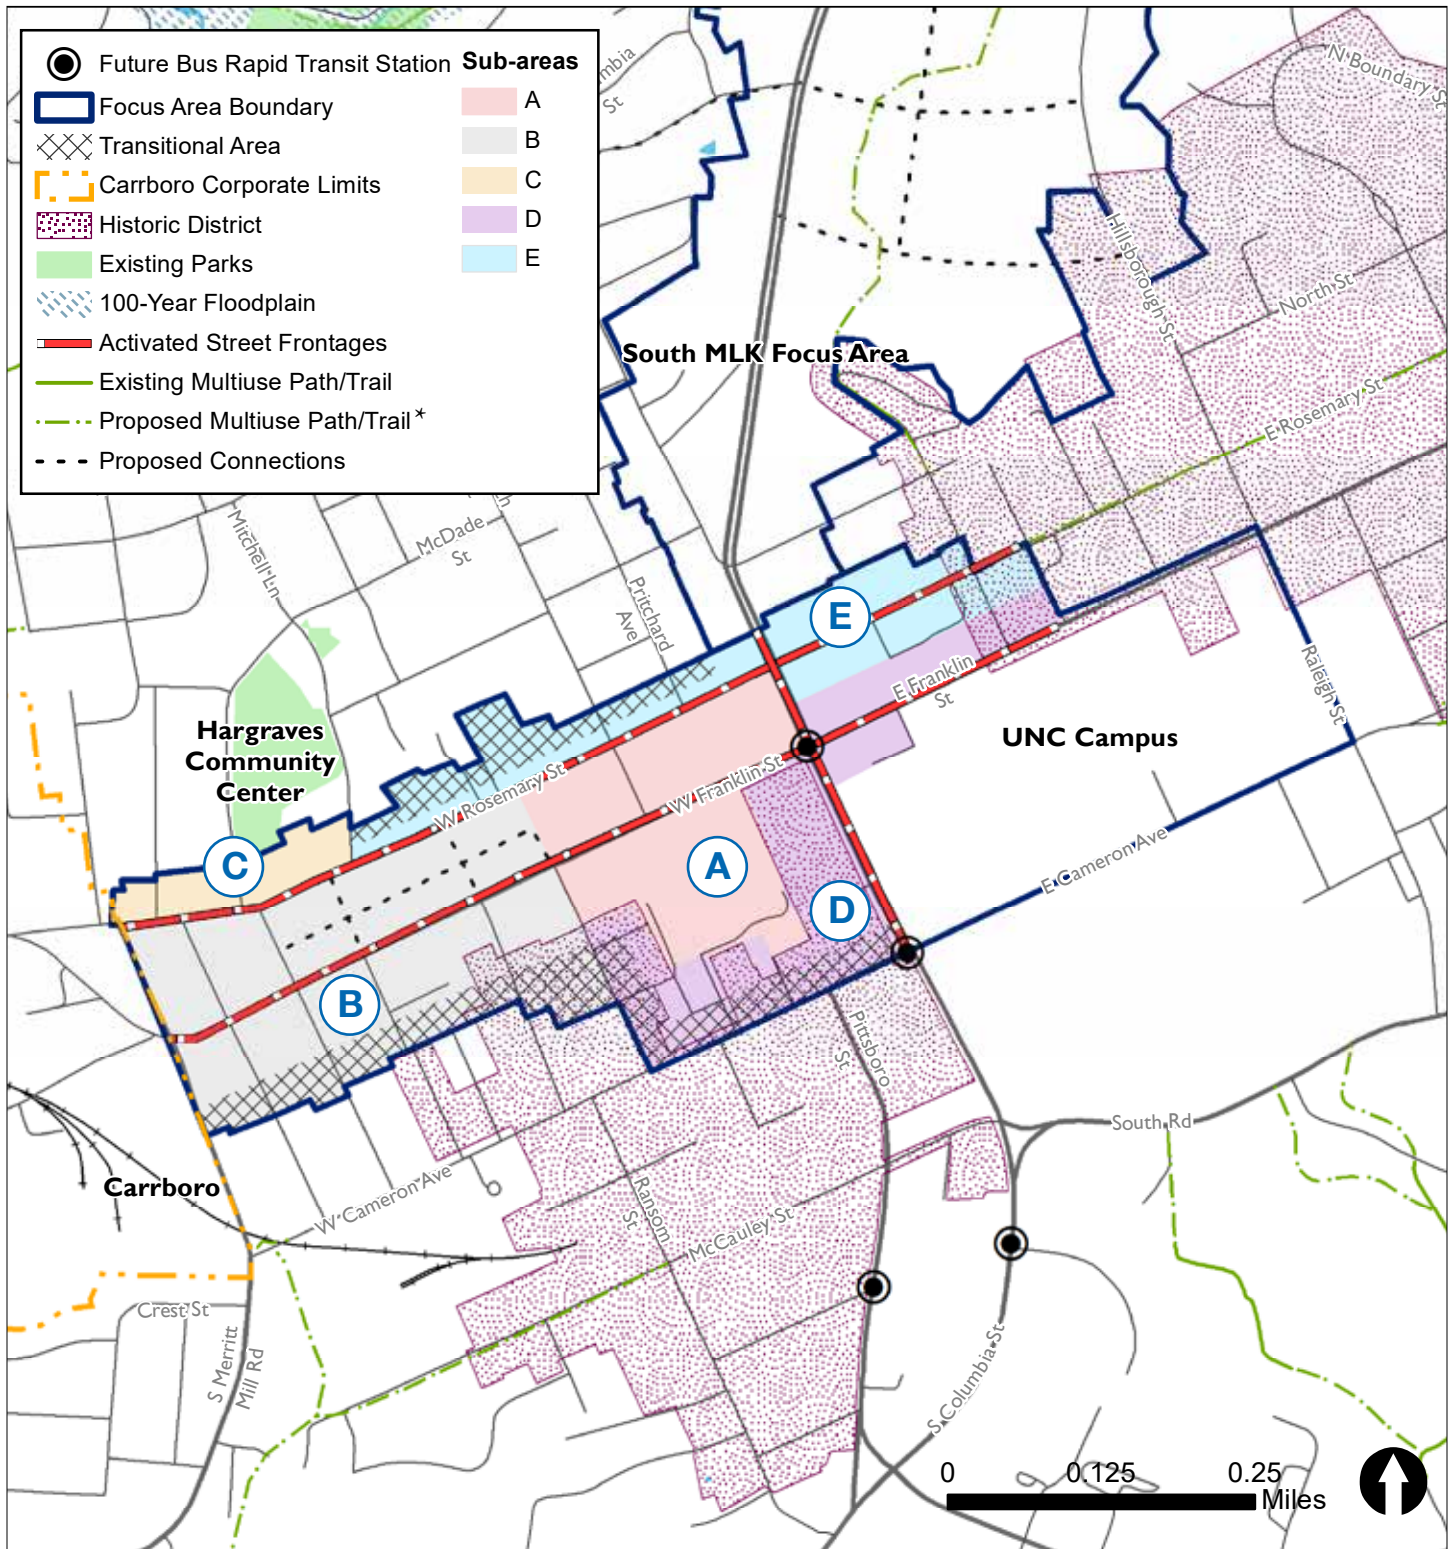 Future Bus Rapid Transit Station
Focus Area Boundary
Transitional Area
Carrboro Corporate Limits
Historic District
Existing Parks
100-Year Floodplain
Activated Street Frontages
Existing Multiuse Path/Trail
Proposed Multiuse Path/Trail*
Proposed Connections
Sub-areas
A
B
C
D
E
St
N Boundary St
Hillsborough St
North St
South MLK Focus Area
E Rosemary St
Mitchell Ln
McDade
St
Pritchard
Ave
E
E Franklin
St
Raleigh St
UNC Campus
Hargraves
Community
Center
W Rosemary St
W Franklin St
C
A
D
E Cameron Ave
B
Pittsboro
St
South Rd
Carrboro
W Cameron Ave
Ransom
St
McCauley St
Crest St
S Merritt
Mill Rd
S Columbia St
0 0.125 0.25
Miles